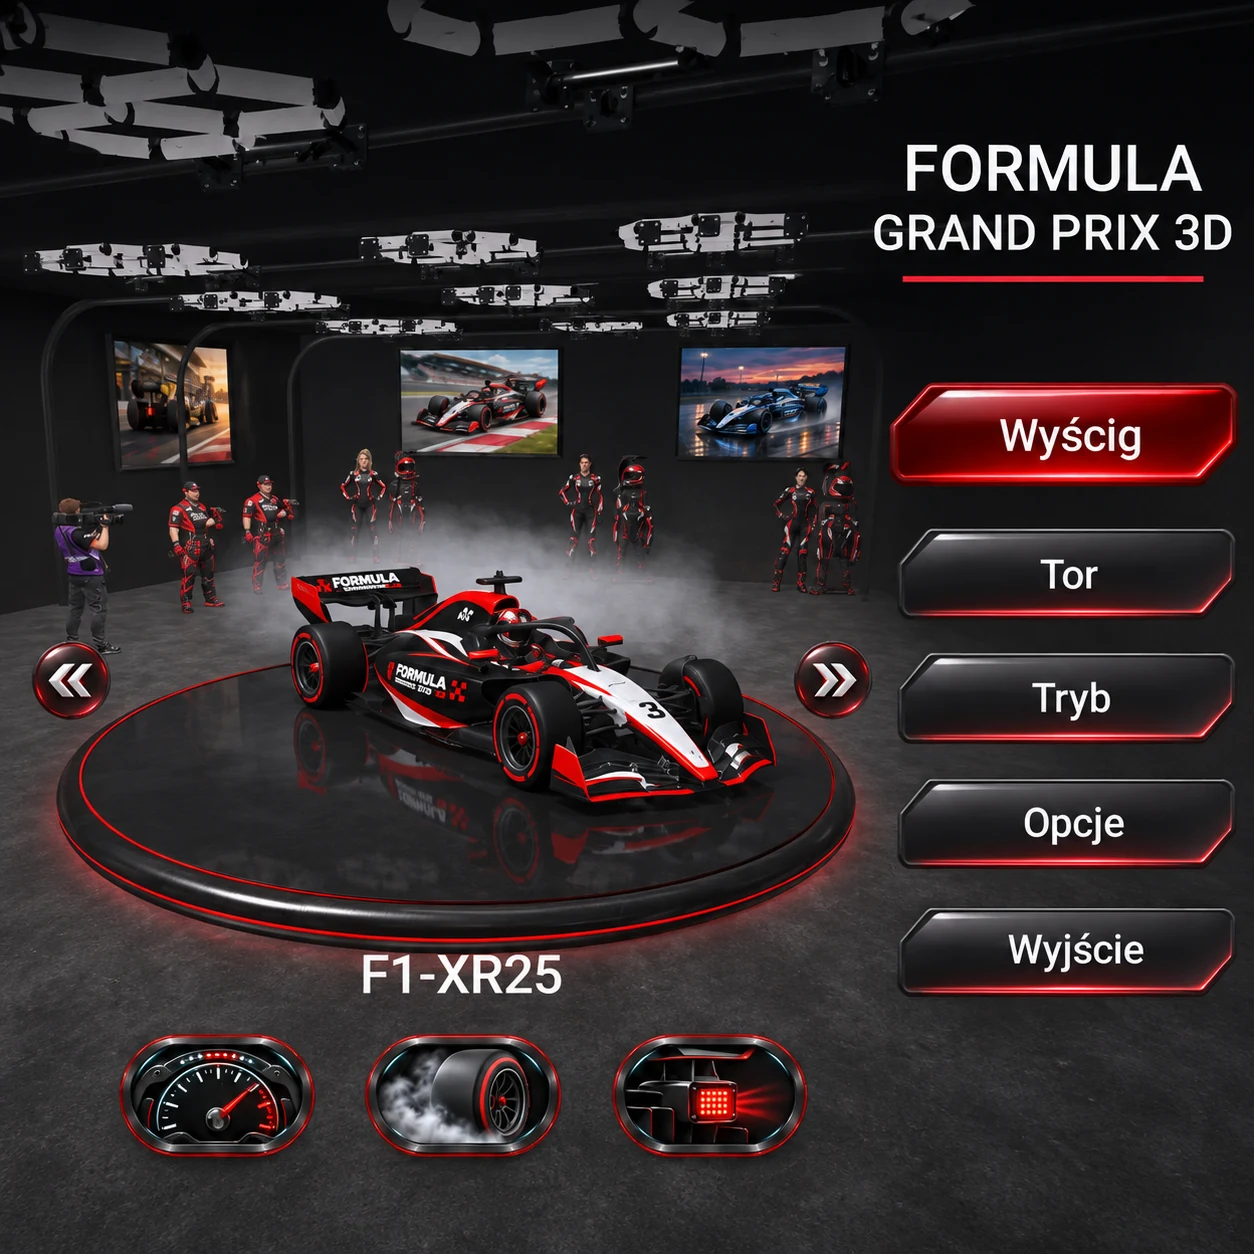 FORMULA
GRAND PRIX 3D
Wyścig
Tor
Tryb
Opcje
Wyjście
FORMULA
FORMULA
3
F1-XR25